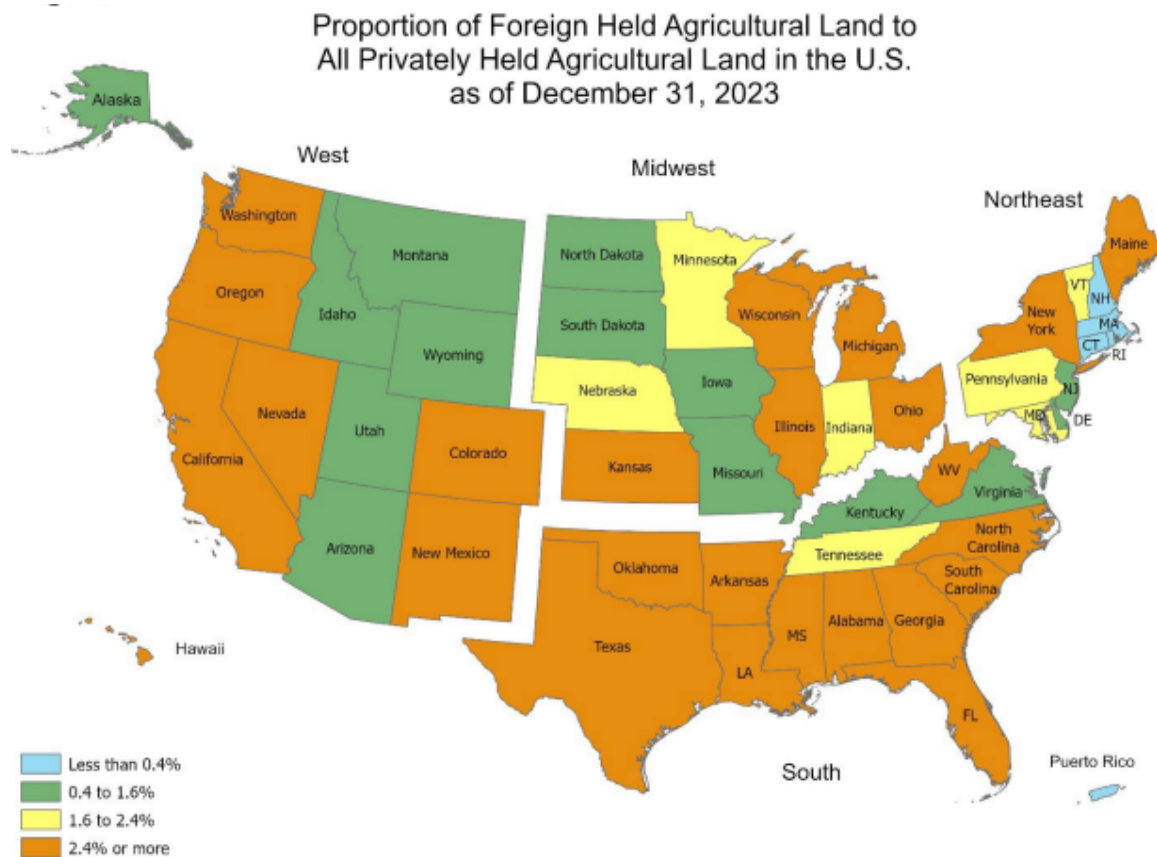 Proportion of Foreign Held Agricultural Land to
All Privately Held Agricultural Land in the U.S.
as of December 31, 2023
Alaska
West
Midwest
Northeast
Washington
Montana
North Dakota
Minnesota
Maine
Oregon
Idaho
South Dakota
Wisconsin
VT
NH
Wyoming
Michigan
New
York
MA
CT
RI
Nebraska
Iowa
Pennsylvania
NJ
Nevada
Utah
Colorado
Illinois
Indiana
Ohio
MD
DE
California
Kansas
Missouri
WV
Virginia
Kentucky
Arizona
New Mexico
Oklahoma
Arkansas
Tennessee
North
Carolina
South
Carolina
Texas
MS
Alabama
Georgia
Hawaii
LA
FL
South
Puerto Rico
Less than 0.4%
0.4 to 1.6%
1.6 to 2.4%
2.4% or more